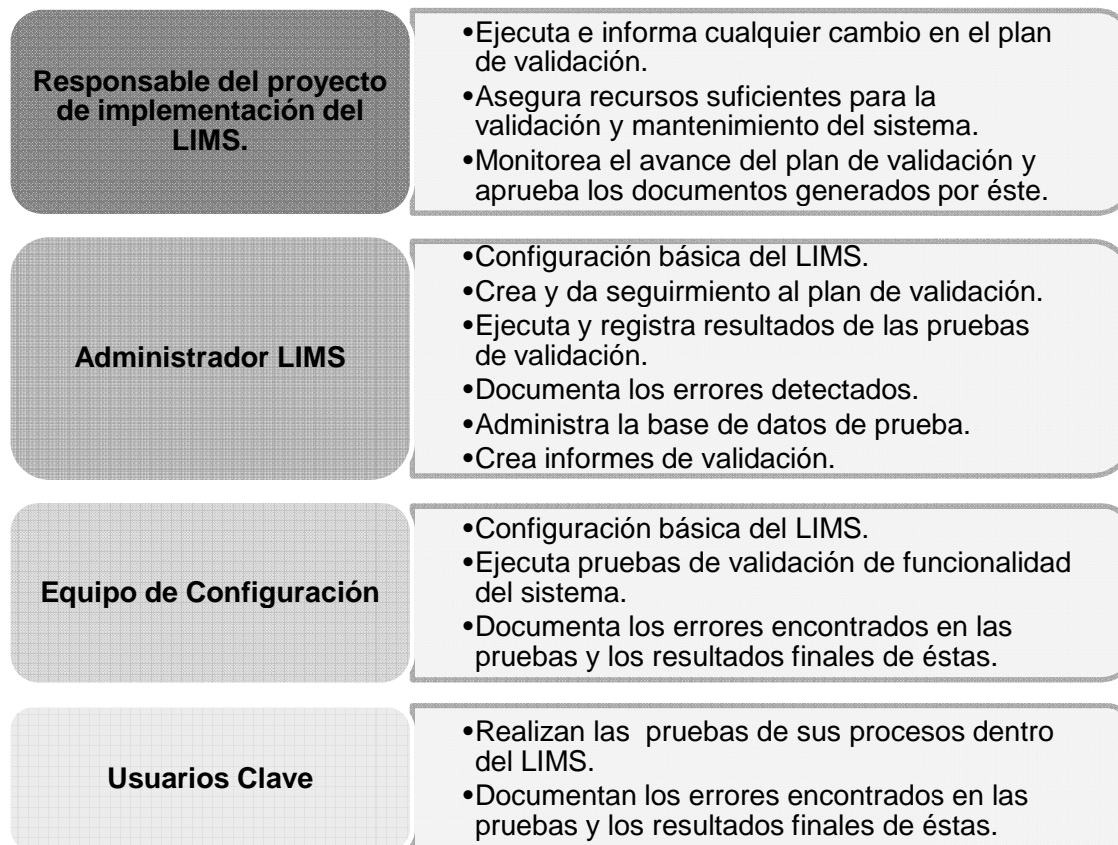 Responsable del proyecto
de implementación del
LIMS.
•Ejecuta e informa cualquier cambio en el plan
de validación.
•Asegura recursos suficientes para la
validación y mantenimiento del sistema.
•Monitorea el avance del plan de validación y
aprueba los documentos generados por éste.
Administrador LIMS
•Configuración básica del LIMS.
•Crea y da seguirmiento al plan de validación.
•Ejecuta y registra resultados de las pruebas
de validación.
•Documenta los errores detectados.
•Administra la base de datos de prueba.
•Crea informes de validación.
Equipo de Configuración
•Configuración básica del LIMS.
•Ejecuta pruebas de validación de funcionalidad
del sistema.
•Documenta los errores encontrados en las
pruebas y los resultados finales de éstas.
Usuarios Clave
•Realizan las  pruebas de sus procesos dentro
del LIMS.
•Documentan los errores encontrados en las
pruebas y los resultados finales de éstas.